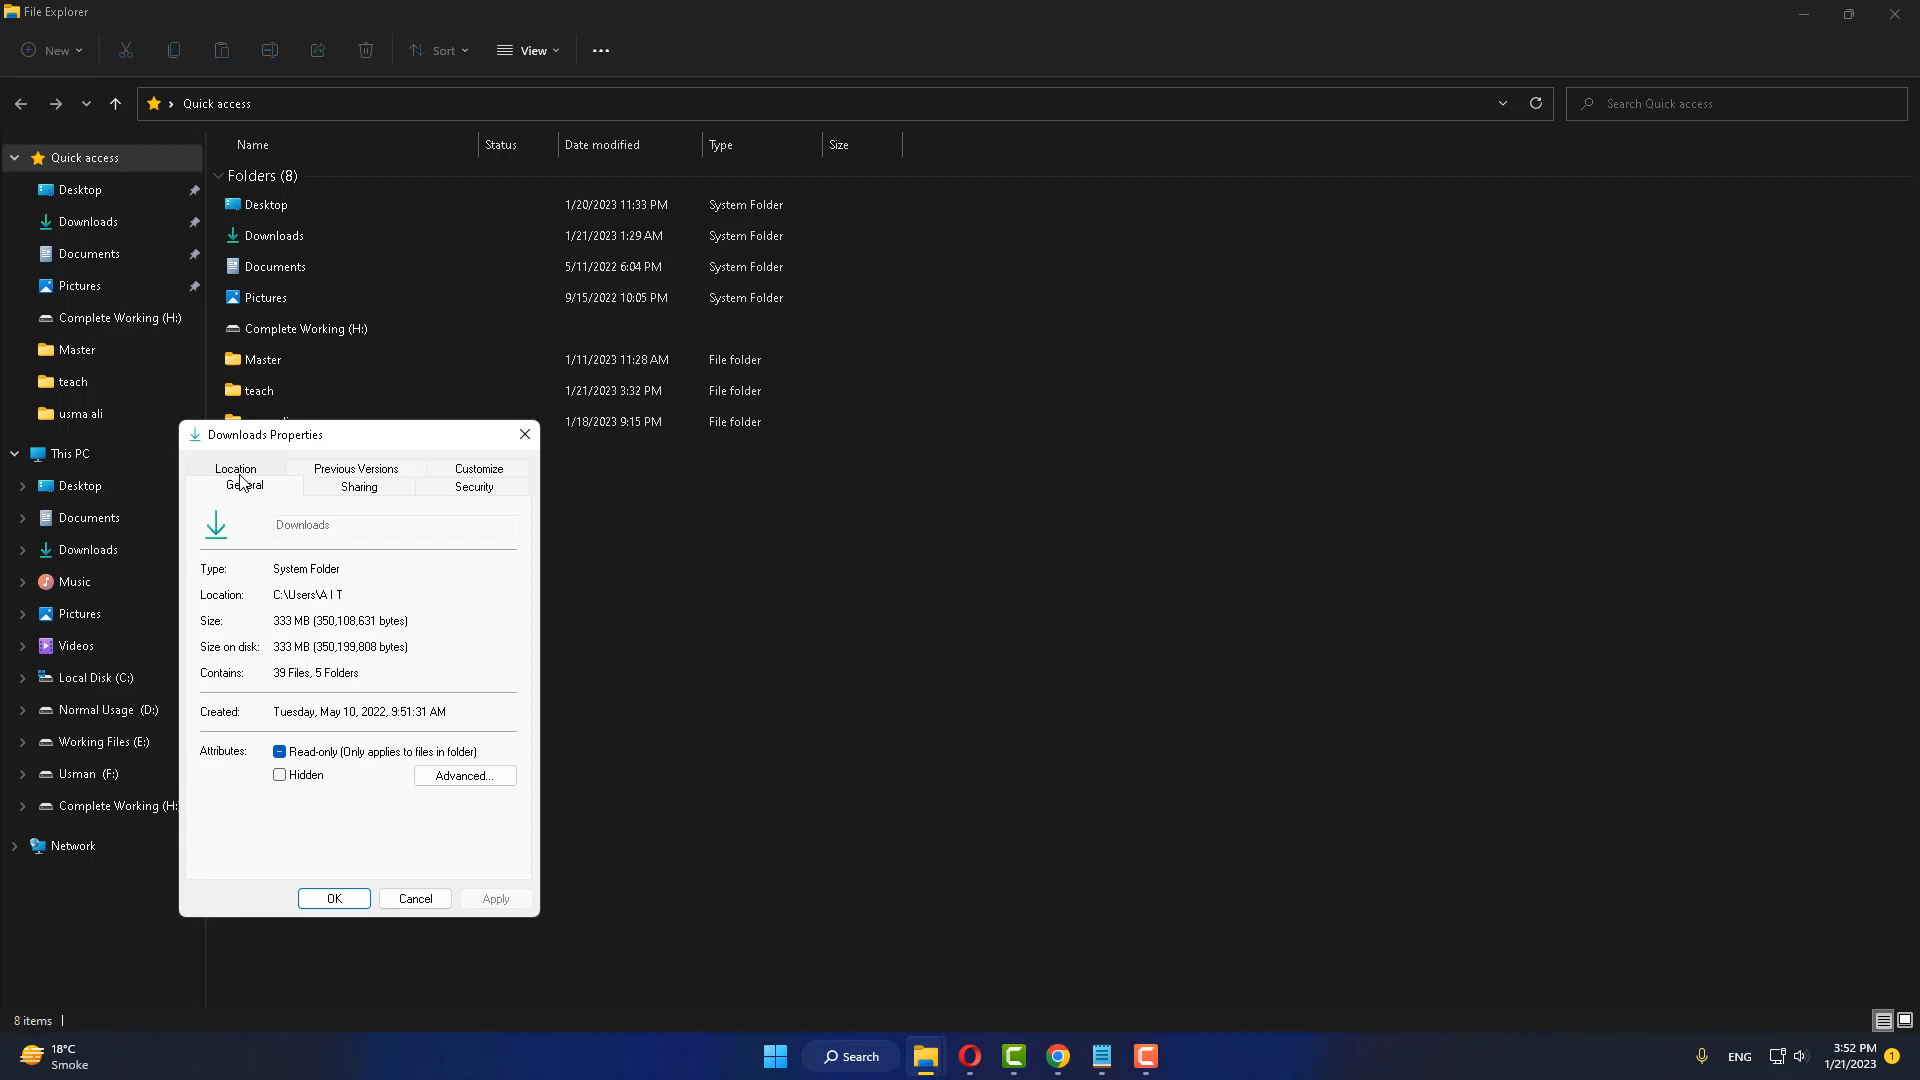 File Explorer
New
Sort
View
Quick access
Search Quick access
Name Status Date modified Type Size
Quick access
Desktop
Downloads
Documents
Pictures
Complete Working (H:)
Master
teach
usma ali
This PC
Desktop
Documents
Downloads
Music
Pictures
Videos
Local Disk (C:)
Normal Usage (D:)
Working Files (E:)
Usman (F:)
Complete Working (H:
Network
Folders (8)
Desktop 1/20/2023 11:33 PM System Folder
Downloads 1/21/2023 1:29 AM System Folder
Documents 5/11/2022 6:04 PM System Folder
Pictures 9/15/2022 10:05 PM System Folder
Complete Working (H:)
Master 1/11/2023 11:28 AM File folder
teach 1/21/2023 3:32 PM File folder
1/18/2023 9:15 PM File folder
Downloads Properties
Location Previous Versions Customize
General Sharing Security
Downloads
Type: System Folder
Location: C:\Users\A I T
Size: 333 MB (350,108,631 bytes)
Size on disk: 333 MB (350,199,808 bytes)
Contains: 39 Files, 5 Folders
Created: Tuesday, May 10, 2022, 9:51:31 AM
Attributes: Read-only (Only applies to files in folder)
Hidden Advanced...
OK Cancel Apply
8 items
18°C
Smoke
Search
ENG
3:52 PM
1/21/2023
1